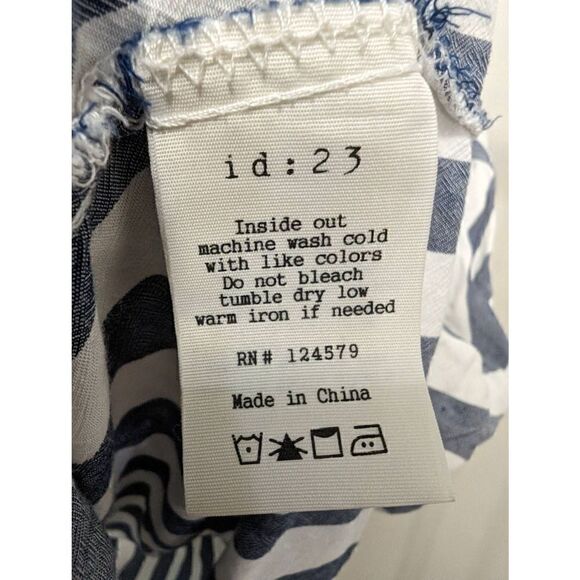 id:23
Inside out
machine wash cold
with like colors
Do not bleach
tumble dry low
warm iron if needed
RN# 124579
Made in China